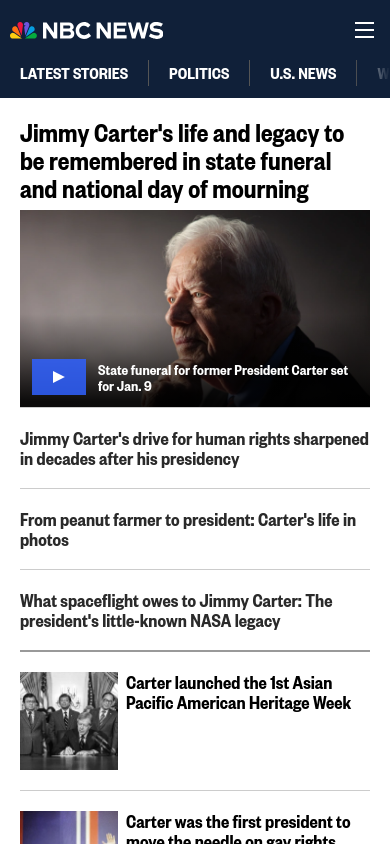 NBC NEWS
LATEST STORIES
POLITICS
U.S. NEWS
W
Jimmy Carter's life and legacy to
be remembered in state funeral
and national day of mourning
State funeral for former President Carter set
for Jan. 9
Jimmy Carter's drive for human rights sharpened
in decades after his presidency
From peanut farmer to president: Carter's life in
photos
What spaceflight owes to Jimmy Carter: The
president's little-known NASA legacy
Carter launched the 1st Asian
Pacific American Heritage Week
Carter was the first president to
move the needle on gay rights